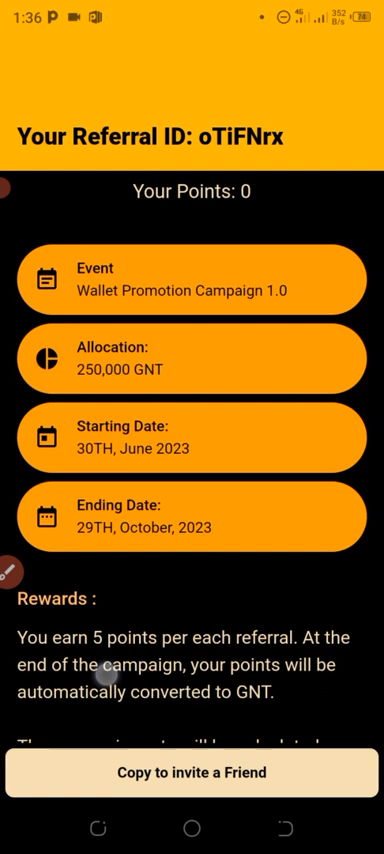 1:36
4G
352
B/s
Your Referral ID: oTiFNrx
Your Points: 0
Event
Wallet Promotion Campaign 1.0
Allocation:
250,000 GNT
Starting Date:
30TH, June 2023
Ending Date:
29TH, October, 2023
Rewards :
You earn 5 points per each referral. At the
end of the campaign, your points will be
automatically converted to GNT.
Copy to invite a Friend